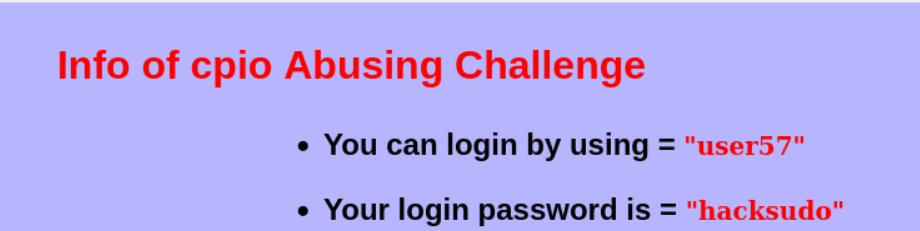 Info of cpio Abusing Challenge
• You can login by using = "user57"
• Your login password is = "hacksudo"